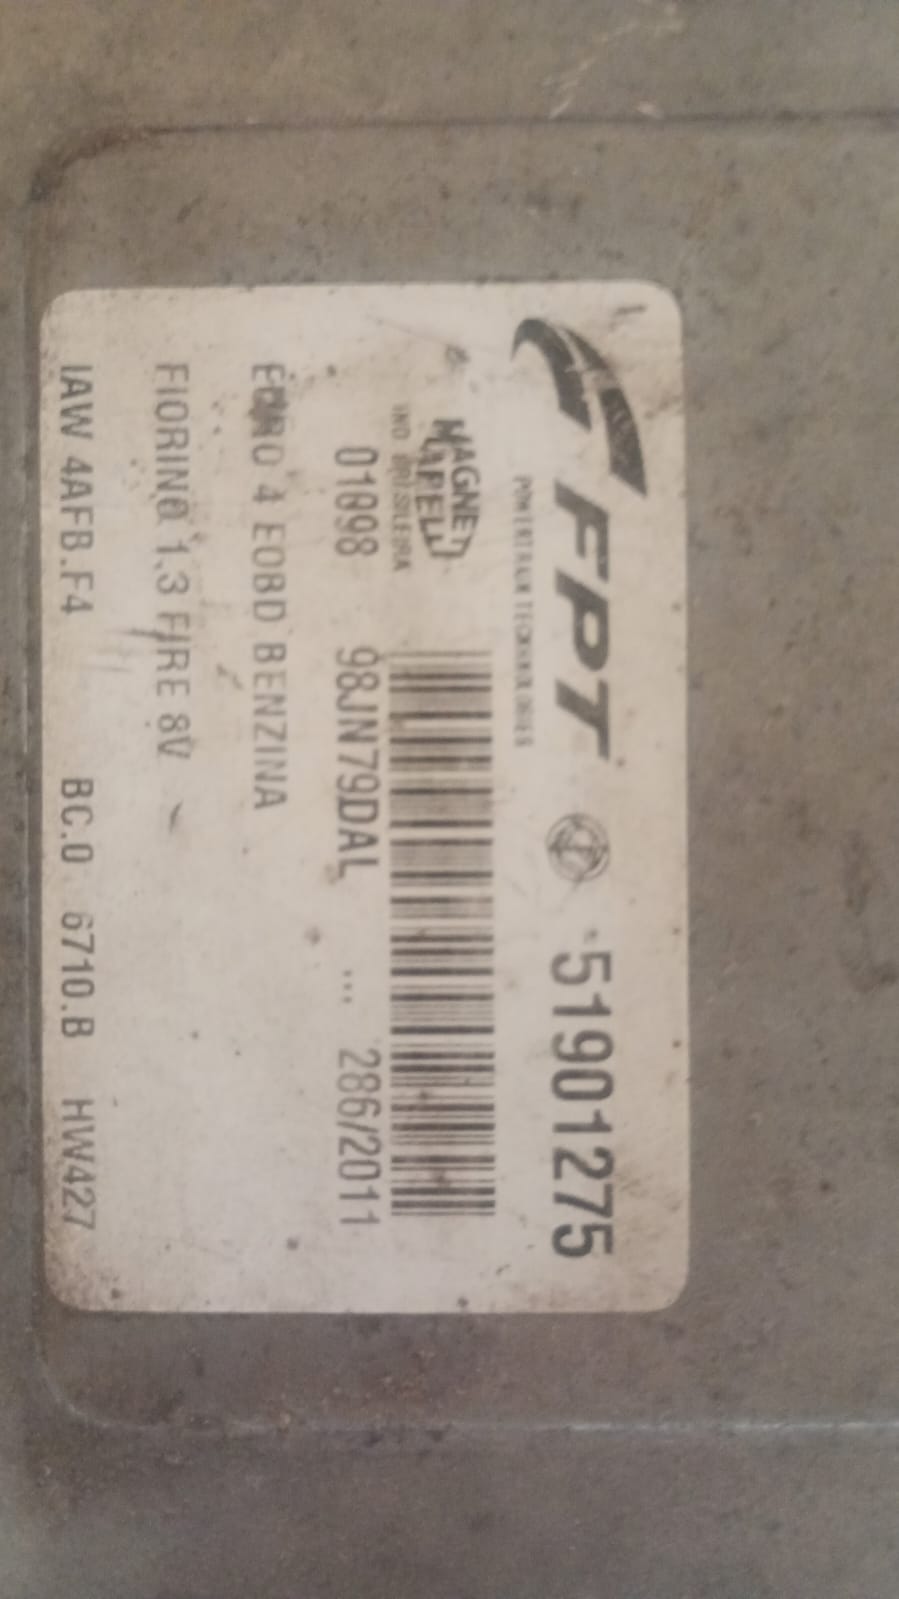 FPT 51901275
POWERTRAIN TECHNOLOGIES
MAGNETI
MARELLI
IND. BRASILEIRA
01098 98JN79DAL ... 286/2011
EURO 4 EOBD BENZINA
FIORINO 1.3 FIRE 8V
IAW 4AFB.F4 BC.0 6710.B HW427